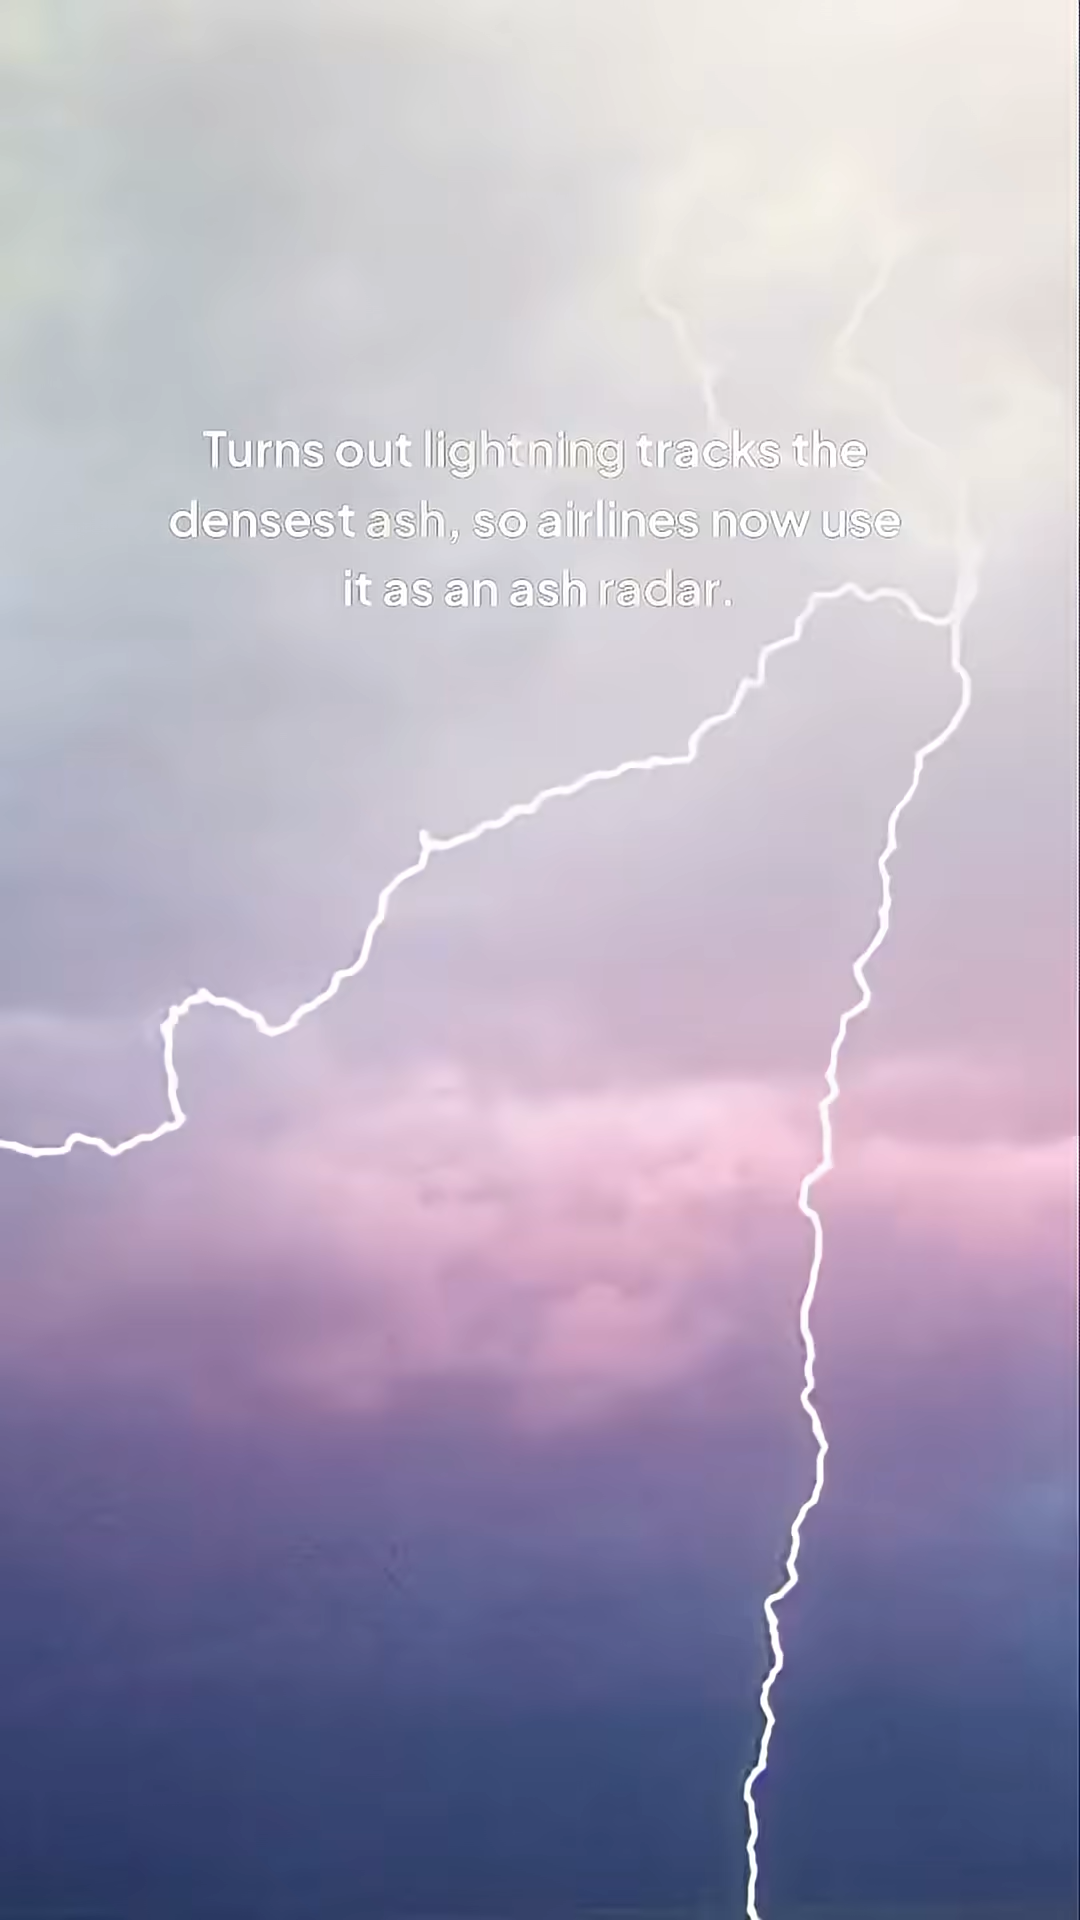 Turns out lightning tracks the
densest ash, so airlines now use
it as an ash radar.